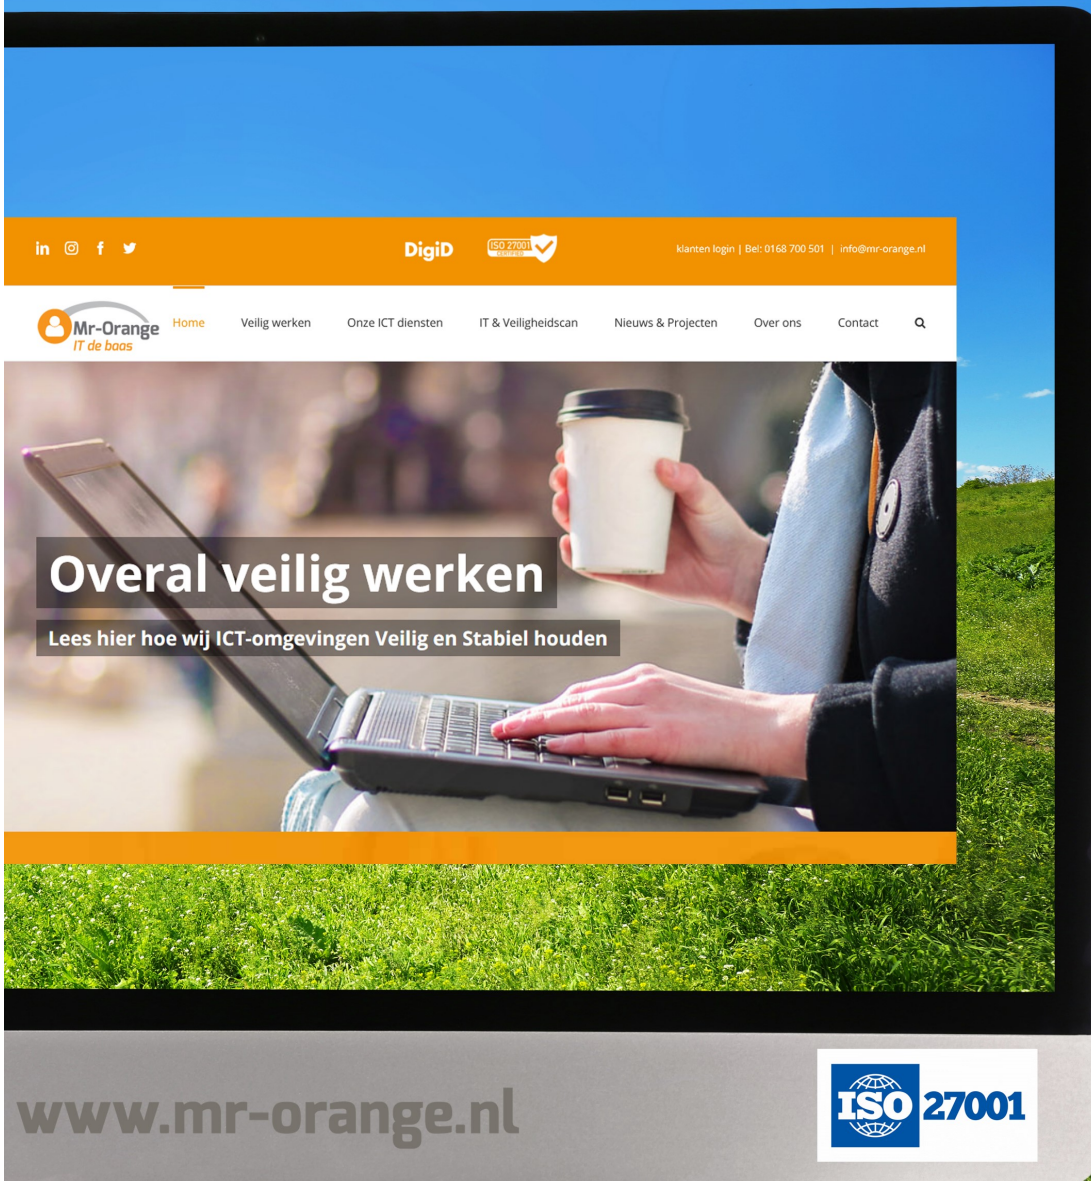 in f
DigiD
ISO 27001
CERTIFIED
klanten login | Bel: 0168 700 501 | info@mr-orange.nl
Mr-Orange
IT de baas
Home Veilig werken Onze ICT diensten IT & Veiligheidscan Nieuws & Projecten Over ons Contact
Overal veilig werken
Lees hier hoe wij ICT-omgevingen Veilig en Stabiel houden
www.mr-orange.nl
ISO 27001